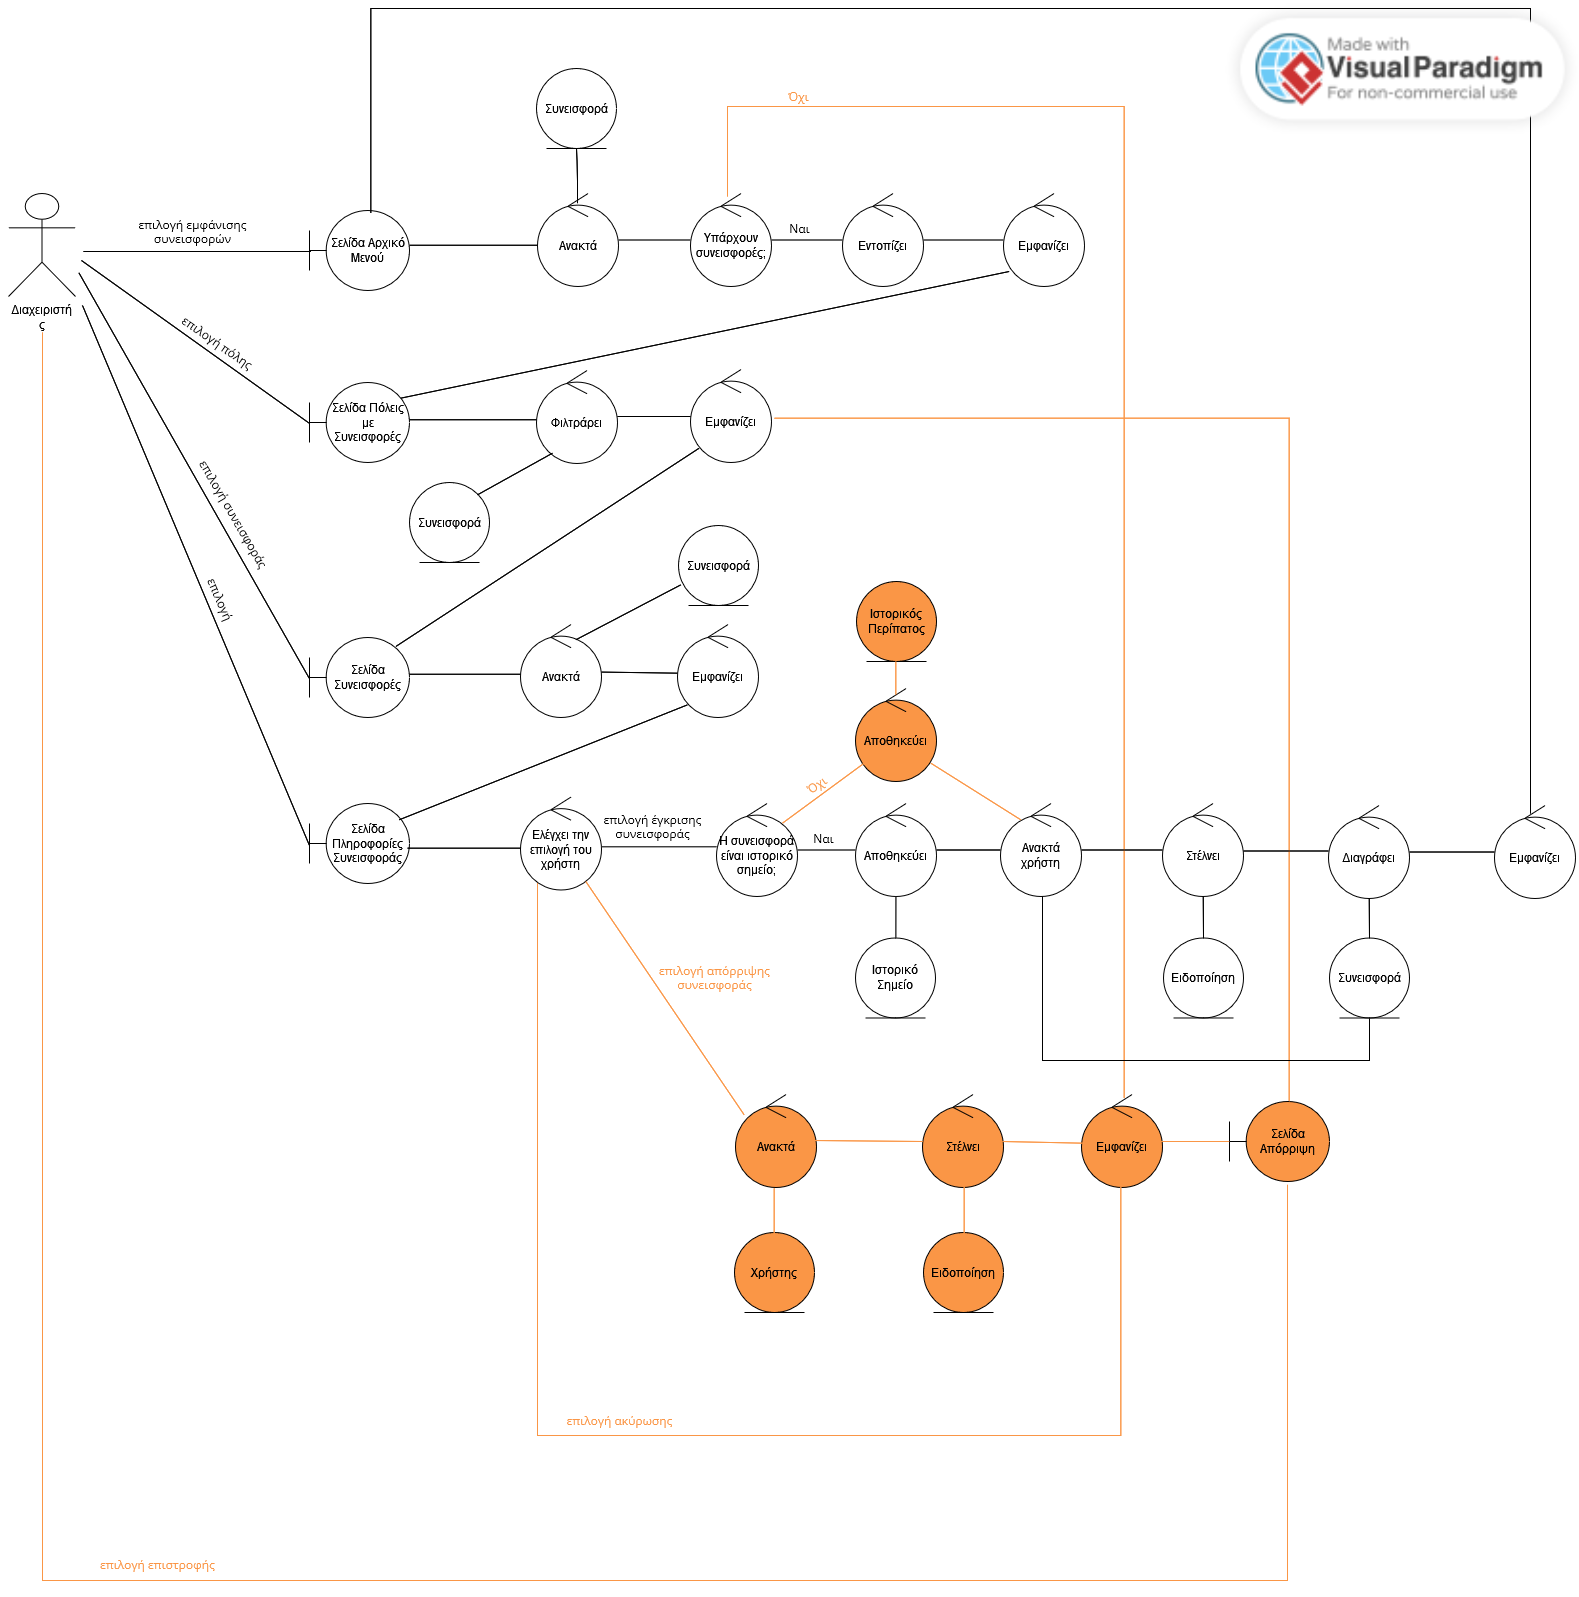 Made with
Visual Paradigm
For non-commercial use
Όχι
Συνεισφορά
επιλογή εμφάνισης
συνεισφορών
Σελίδα Αρχικό
Μενού
Ανακτά
Υπάρχουν
συνεισφορές;
Ναι
Εντοπίζει
Εμφανίζει
Διαχειριστή
ς
επιλογή πόλης
Σελίδα Πόλεις
με
Συνεισφορές
Φιλτράρει
Εμφανίζει
επιλογή συνεισφοράς
Συνεισφορά
Συνεισφορά
επιλογή
Ιστορικός
Περίπατος
Σελίδα
Συνεισφορές
Ανακτά
Εμφανίζει
Αποθηκεύει
Όχι
Σελίδα
Πληροφορίες
Συνεισφοράς
Ελέγχει την
επιλογή του
χρήστη
επιλογή έγκρισης
συνεισφοράς
Η συνεισφορά
είναι ιστορικό
σημείο;
Ναι
Αποθηκεύει
Ανακτά
χρήστη
Στέλνει
Διαγράφει
Εμφανίζει
επιλογή απόρριψης
συνεισφοράς
Ιστορικό
Σημείο
Ειδοποίηση
Συνεισφορά
Ανακτά
Στέλνει
Εμφανίζει
Σελίδα
Απόρριψη
Χρήστης
Ειδοποίηση
επιλογή ακύρωσης
επιλογή επιστροφής